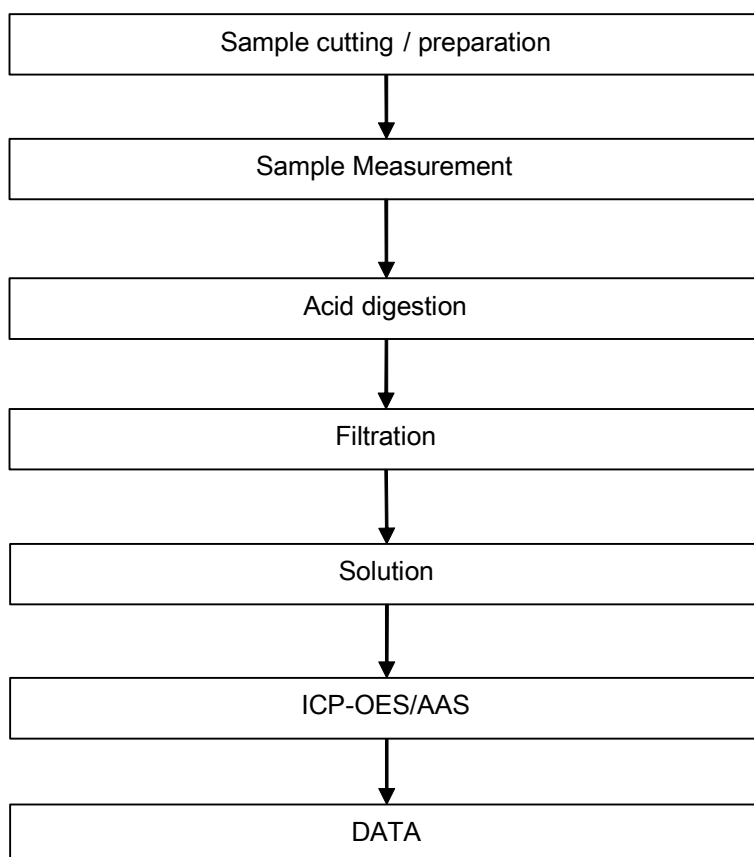 Sample cutting / preparation
Sample Measurement
Acid digestion
Filtration
Solution
ICP-OES/AAS
DATA